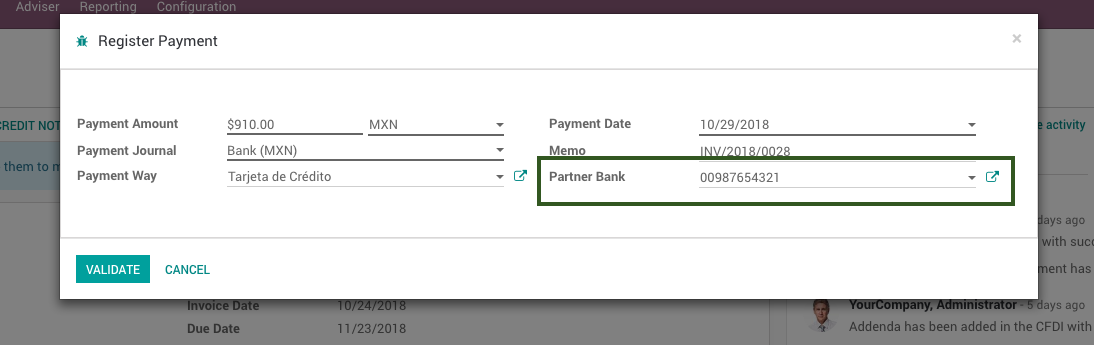 Adviser Reporting Configuration
Register Payment ×
CREDIT NOT
e activity
Payment Amount $910.00 MXN Payment Date 10/29/2018
Payment Journal Bank (MXN) Memo INV/2018/0028
them to m
Payment Way Tarjeta de Crédito Partner Bank 00987654321
days ago
with succ
VALIDATE CANCEL
ment has
Invoice Date 10/24/2018
YourCompany, Administrator - 5 days ago
Due Date 11/23/2018
Addenda has been added in the CFDI with